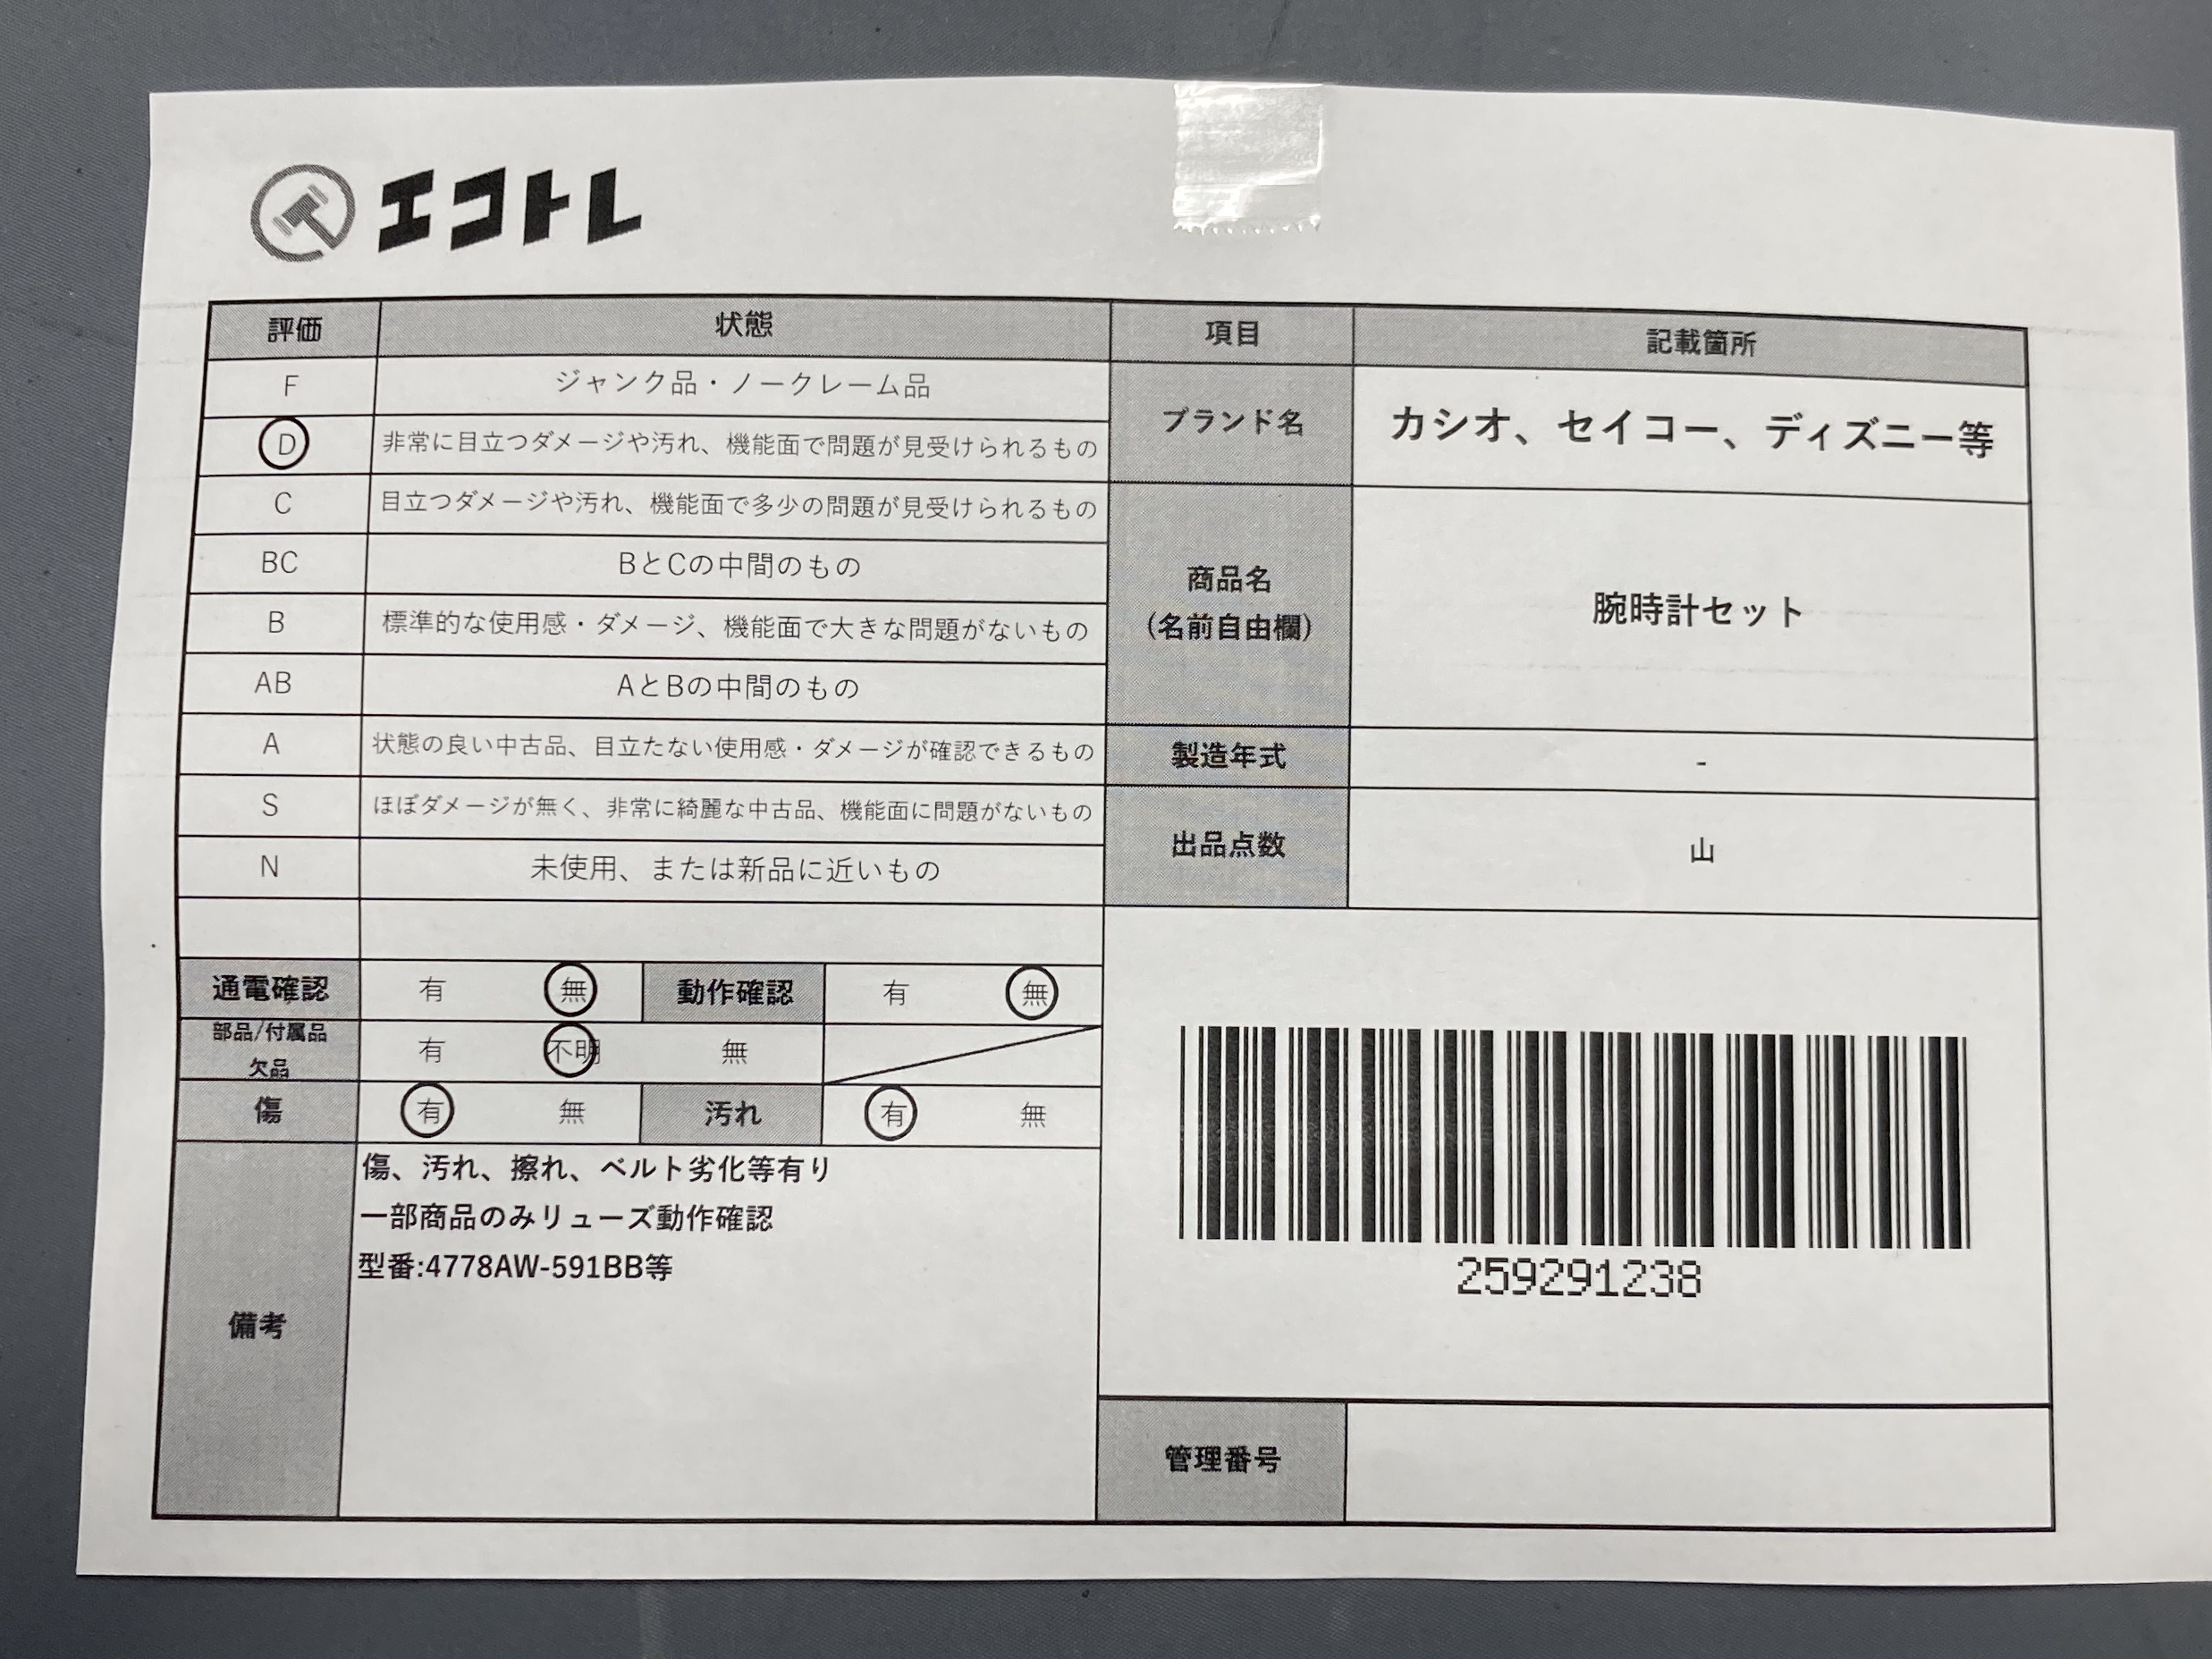 エコトレ
評価 状態 項目 記載箇所
F ジャンク品・ノークレーム品
D 非常に目立つダメージや汚れ、機能面で問題が見受けられるもの
ブランド名 カシオ、セイコー、ディズニー等
C 目立つダメージや汚れ、機能面で多少の問題が見受けられるもの
BC BとCの中間のもの
B 標準的な使用感・ダメージ、機能面で大きな問題がないもの
商品名
(名前自由欄)
腕時計セット
AB AとBの中間のもの
A 状態の良い中古品、目立たない使用感・ダメージが確認できるもの
製造年式 -
S ほぼダメージが無く、非常に綺麗な中古品、機能面に問題がないもの
出品点数 山
N 未使用、または新品に近いもの
通電確認 有 無 動作確認 有 無
部品/付属品
欠品
有 不明 無
傷 有 無 汚れ 有 無
備考
傷、汚れ、擦れ、ベルト劣化等有り
一部商品のみリューズ動作確認
型番:4778AW-591BB等
259291238
管理番号